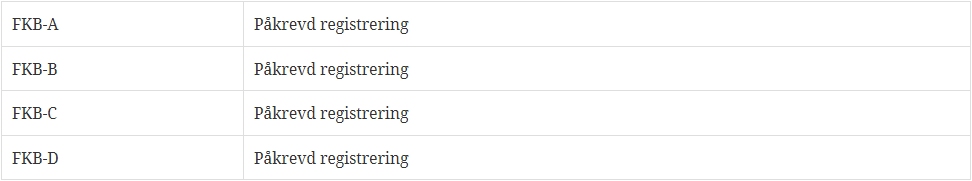 FKB-A Påkrevd registrering
FKB-B Påkrevd registrering
FKB-C Påkrevd registrering
FKB-D Påkrevd registrering